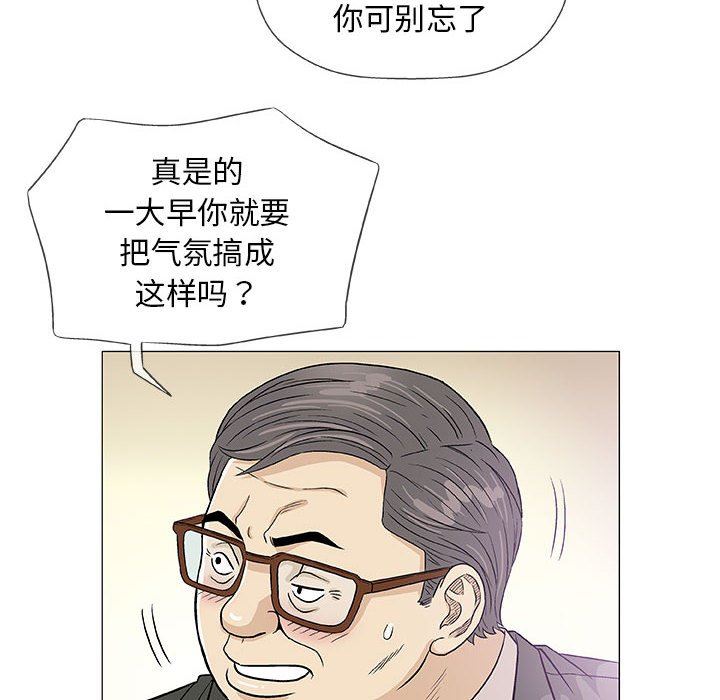 你可别忘了
真是的
一大早你就要
把气氛搞成
这样吗？